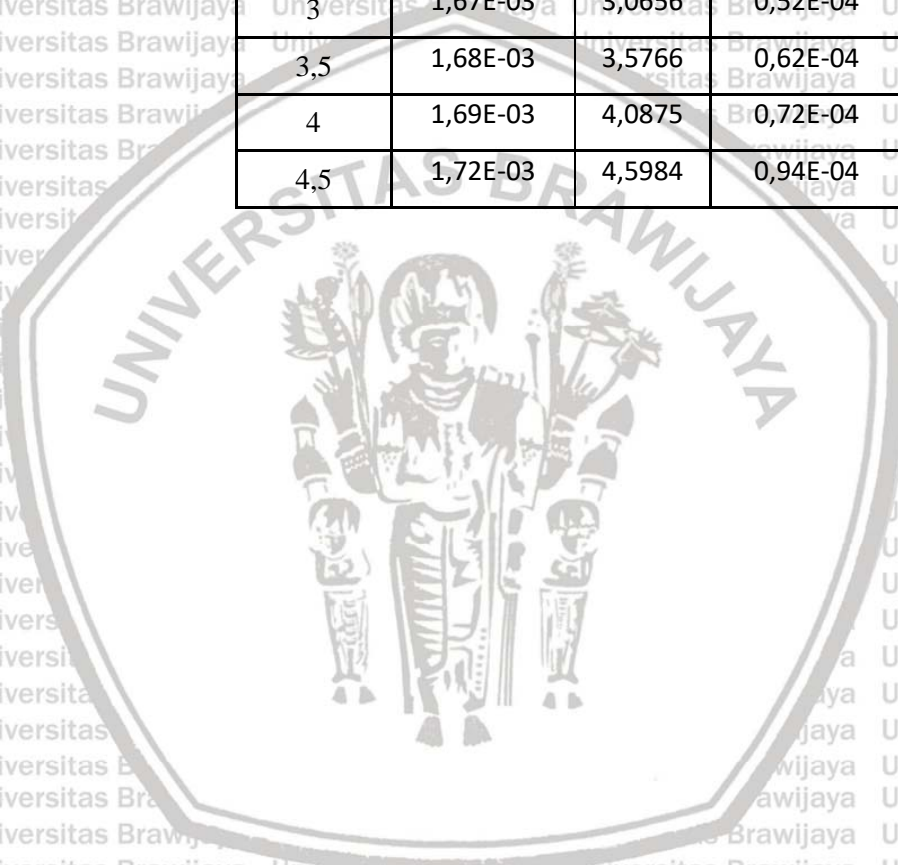 3 1,67E-03 3,0656 0,52E-04
3,5 1,68E-03 3,5766 0,62E-04
4 1,69E-03 4,0875 0,72E-04
4,5 1,72E-03 4,5984 0,94E-04
UNIVERSITAS BRAWIJAYA